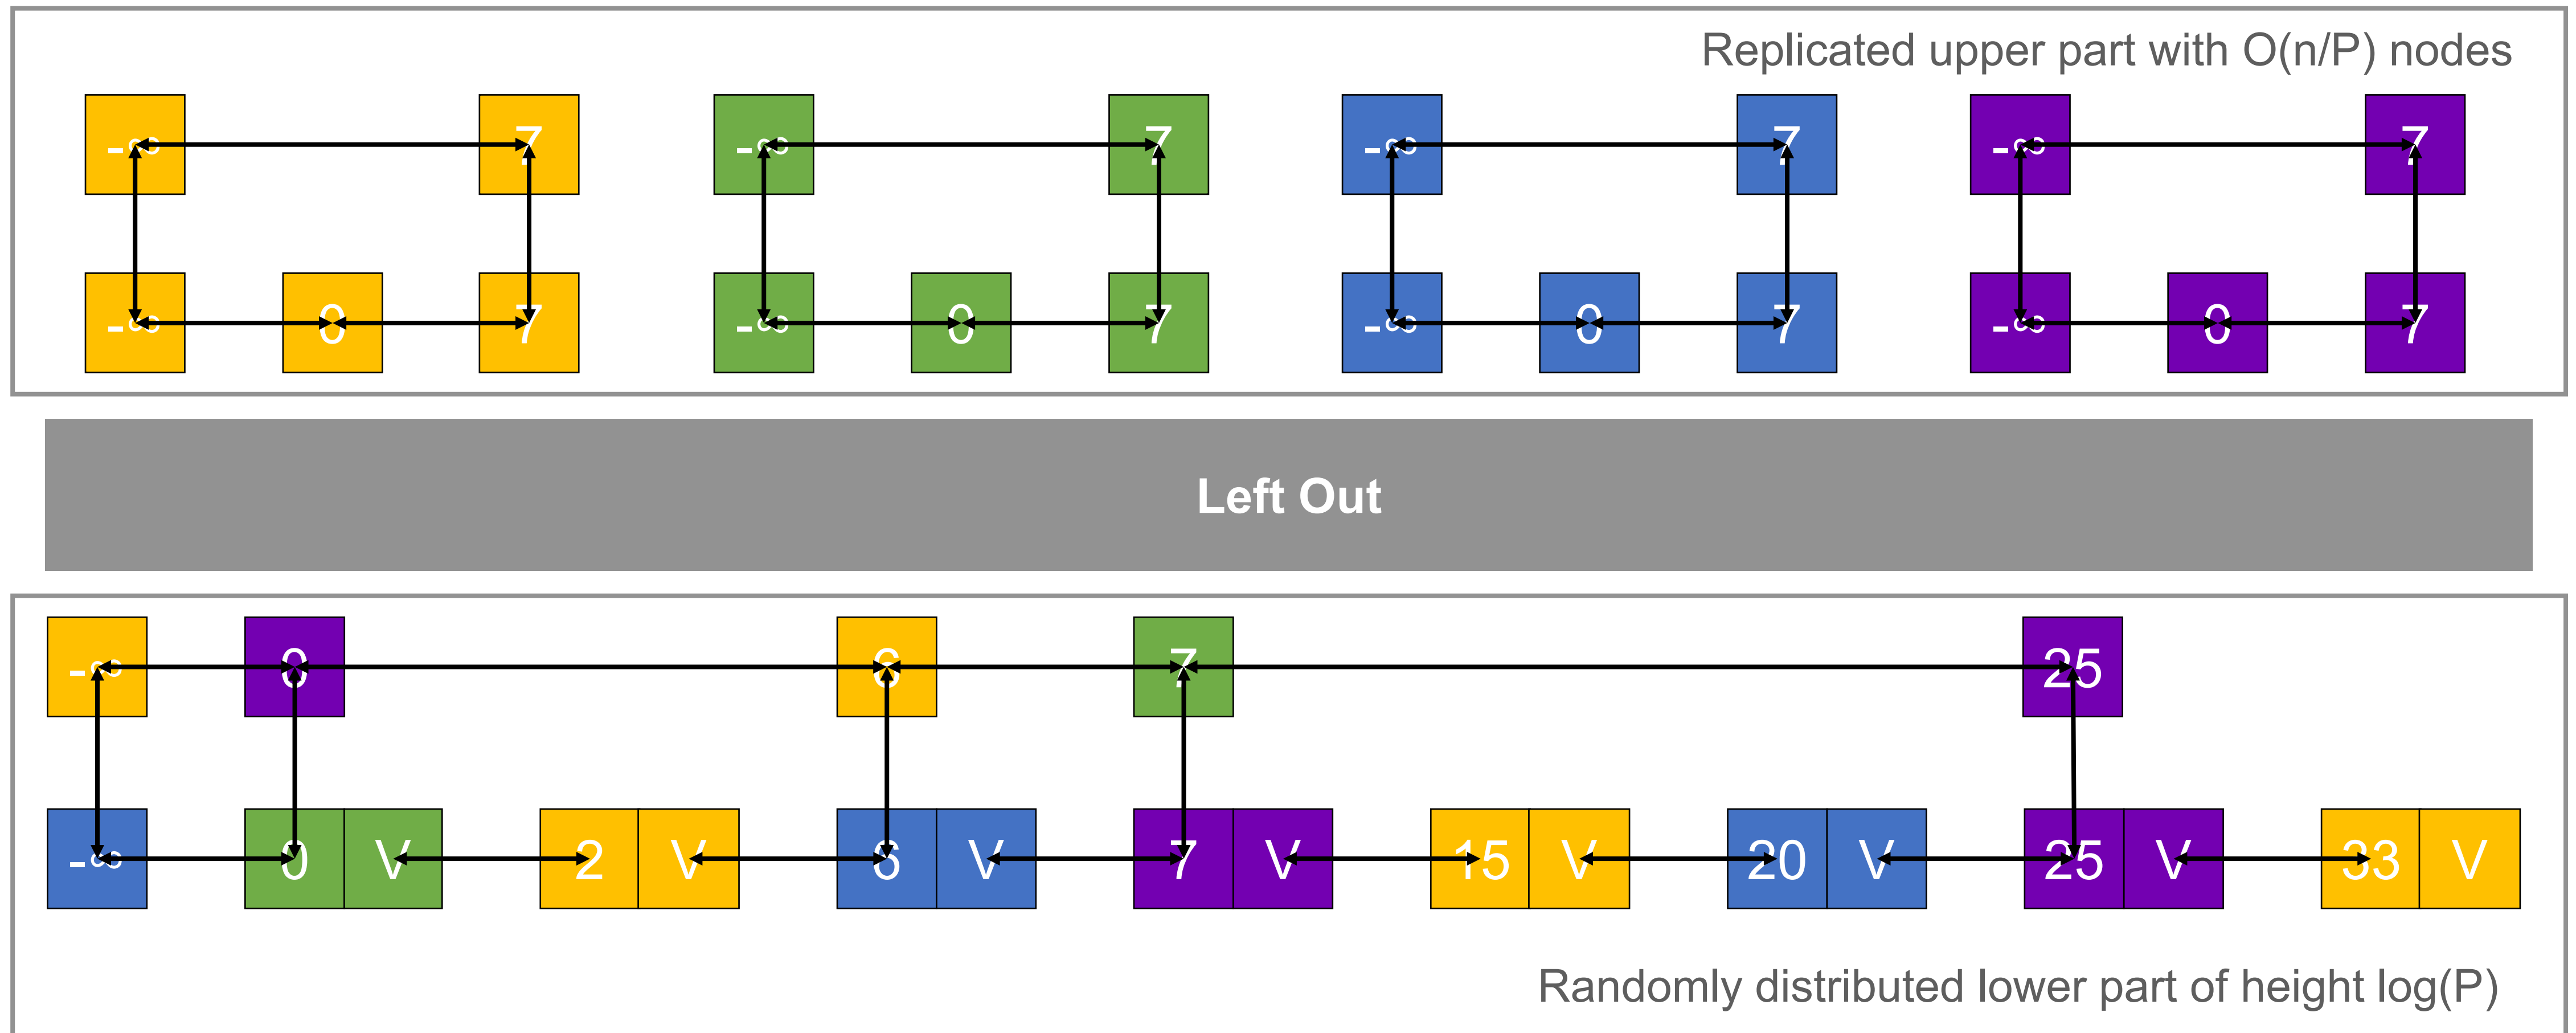 Replicated upper part with O(n/P) nodes
-∞ 7 -∞ 7 -∞ 7 -∞ 7
-∞ 0 7 -∞ 0 7 -∞ 0 7 -∞ 0 7
Left Out
-∞ 0 6 7 25
-∞ 0 V 2 V 6 V 7 V 15 V 20 V 25 V 33 V
Randomly distributed lower part of height log(P)